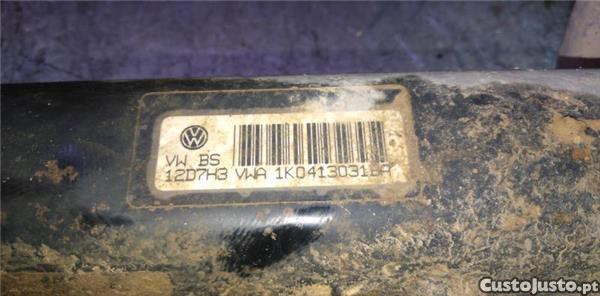 VW BS
12D7H3 VWA 1K0413031BA
CustoJusto.pt